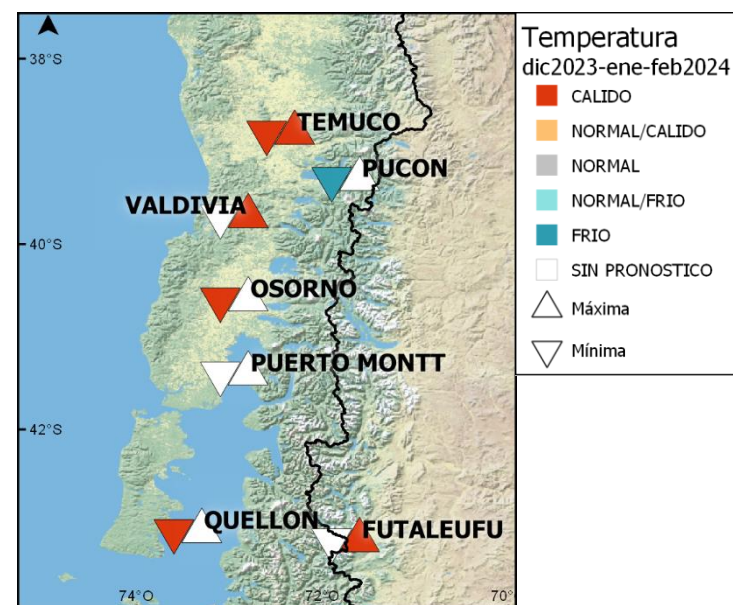 Temperatura
dic2023-ene-feb2024
CALIDO
NORMAL/CALIDO
NORMAL
NORMAL/FRIO
FRIO
SIN PRONOSTICO
Máxima
Mínima
38°S
TEMUCO
PUCON
VALDIVIA
40°S
OSORNO
PUERTO MONTT
42°S
QUELLON
FUTALEUFU
74°O
72°O
70°